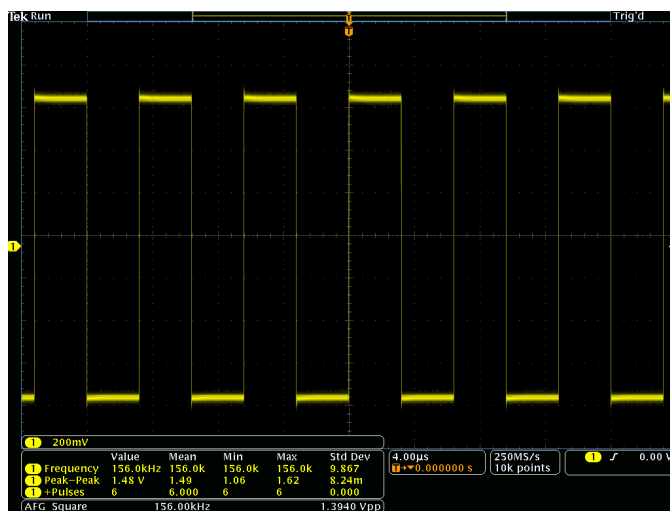 Tek Run Trig'd
T
T
1
1 200mV
Value Mean Min Max Std Dev
1 Frequency 156.0kHz 156.0k 156.0k 156.0k 9.867
1 Peak-Peak 1.48 V 1.49 1.06 1.62 8.24m
1 +Pulses 6 6.000 6 6 0.000
4.00µs
T→▼0.000000 s
250MS/s
10k points
1 0.00 V
AFG Square 156.00kHz 1.3940 Vpp